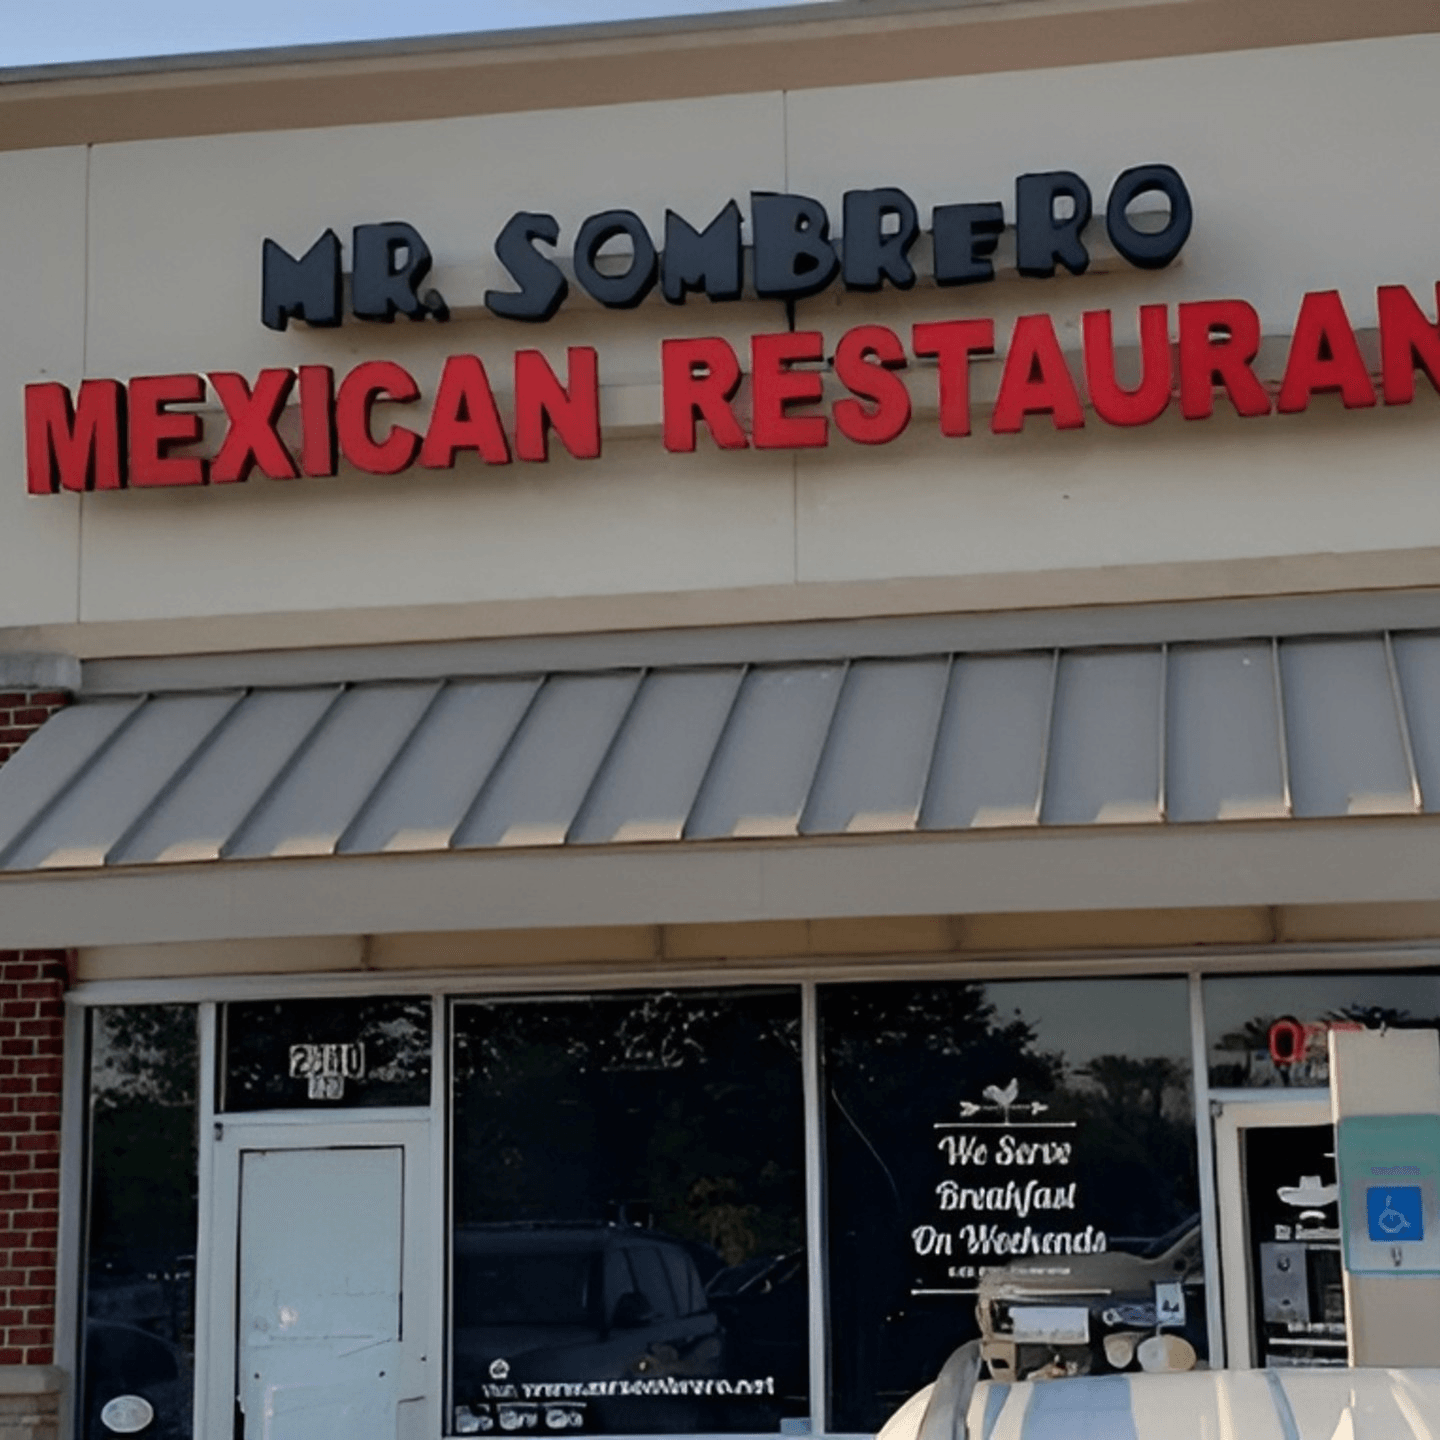 MR. SOMBRERO
MEXICAN RESTAURAN
We Serve
Breakfast
On Weekends